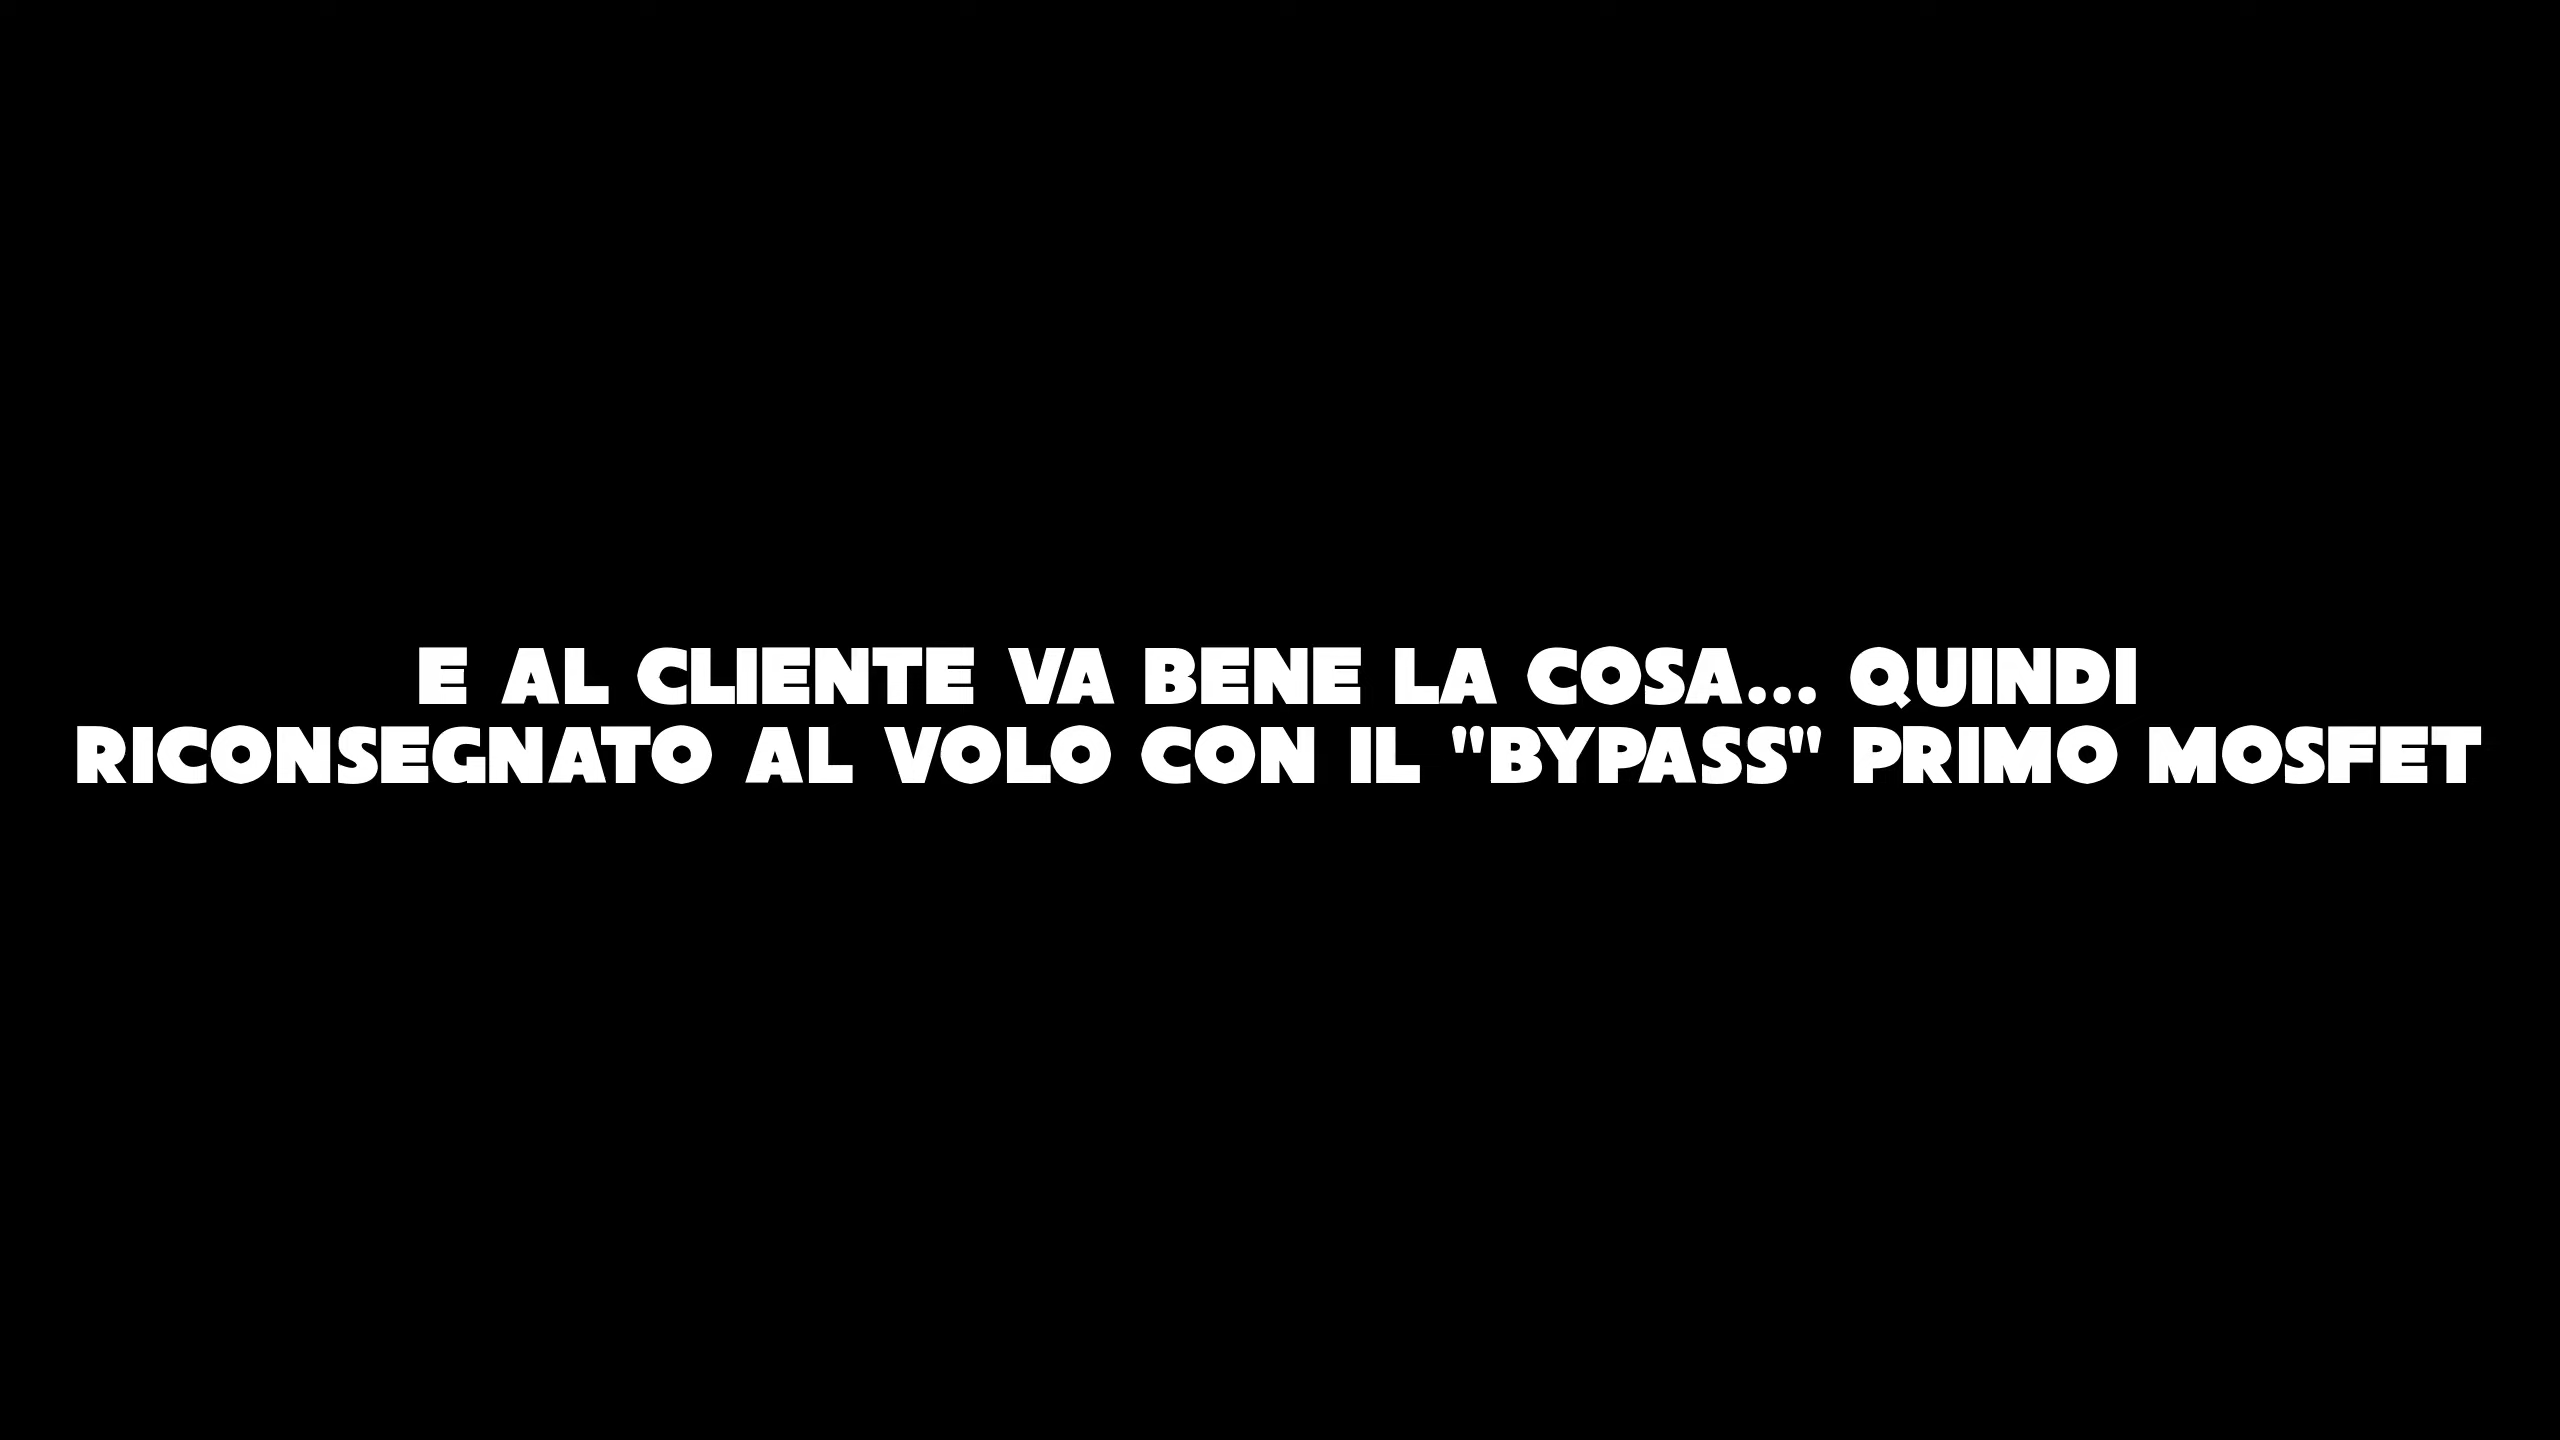 E AL CLIENTE VA BENE LA COSA... QUINDI
RICONSEGNATO AL VOLO CON IL "BYPASS" PRIMO MOSFET